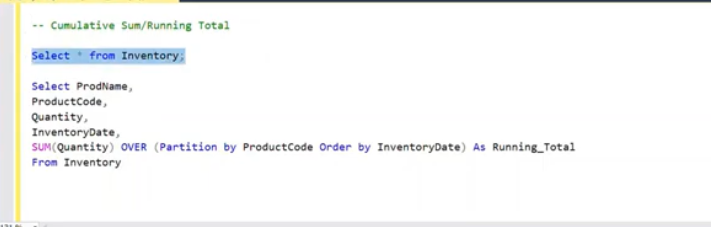 -- Cumulative Sum/Running Total
Select * from Inventory;
Select ProdName,
ProductCode,
Quantity,
InventoryDate,
SUM(Quantity) OVER (Partition by ProductCode Order by InventoryDate) As Running_Total
From Inventory